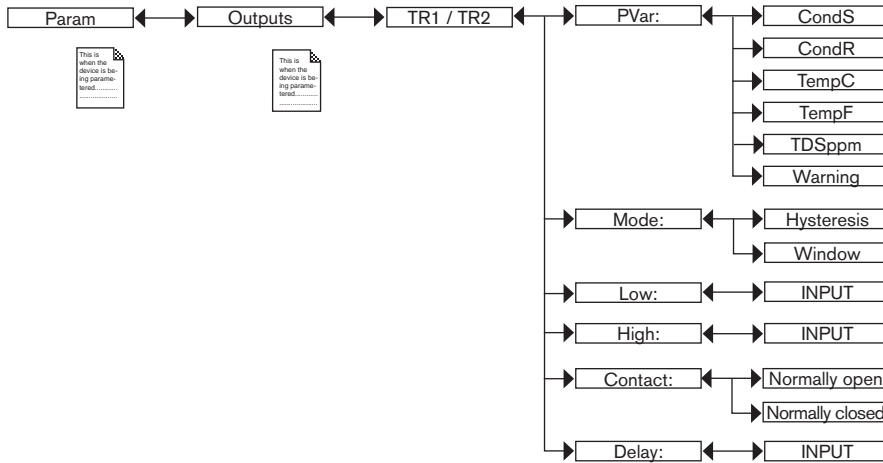 Param
Outputs
TR1 / TR2
PVar:
CondS
CondR
TempC
TempF
TDSppm
Warning
This is
when the
device is be-
ing parame-
tered............
......................
This is
when the
device is be-
ing parame-
tered............
......................
Mode:
Hysteresis
Window
Low:
INPUT
High:
INPUT
Contact:
Normally open
Normally closed
Delay:
INPUT